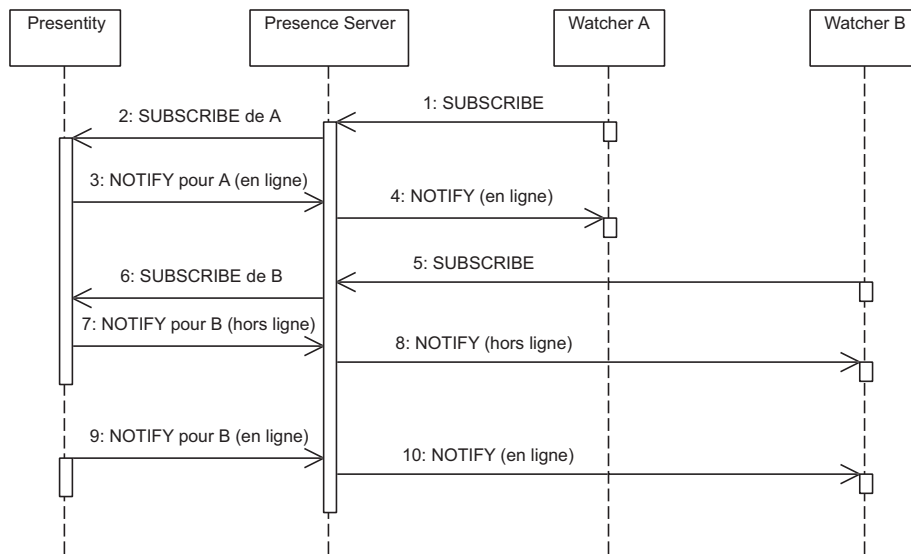 Presentity
Presence Server
Watcher A
Watcher B
1: SUBSCRIBE
2: SUBSCRIBE de A
3: NOTIFY pour A (en ligne)
4: NOTIFY (en ligne)
5: SUBSCRIBE
6: SUBSCRIBE de B
7: NOTIFY pour B (hors ligne)
8: NOTIFY (hors ligne)
9: NOTIFY pour B (en ligne)
10: NOTIFY (en ligne)